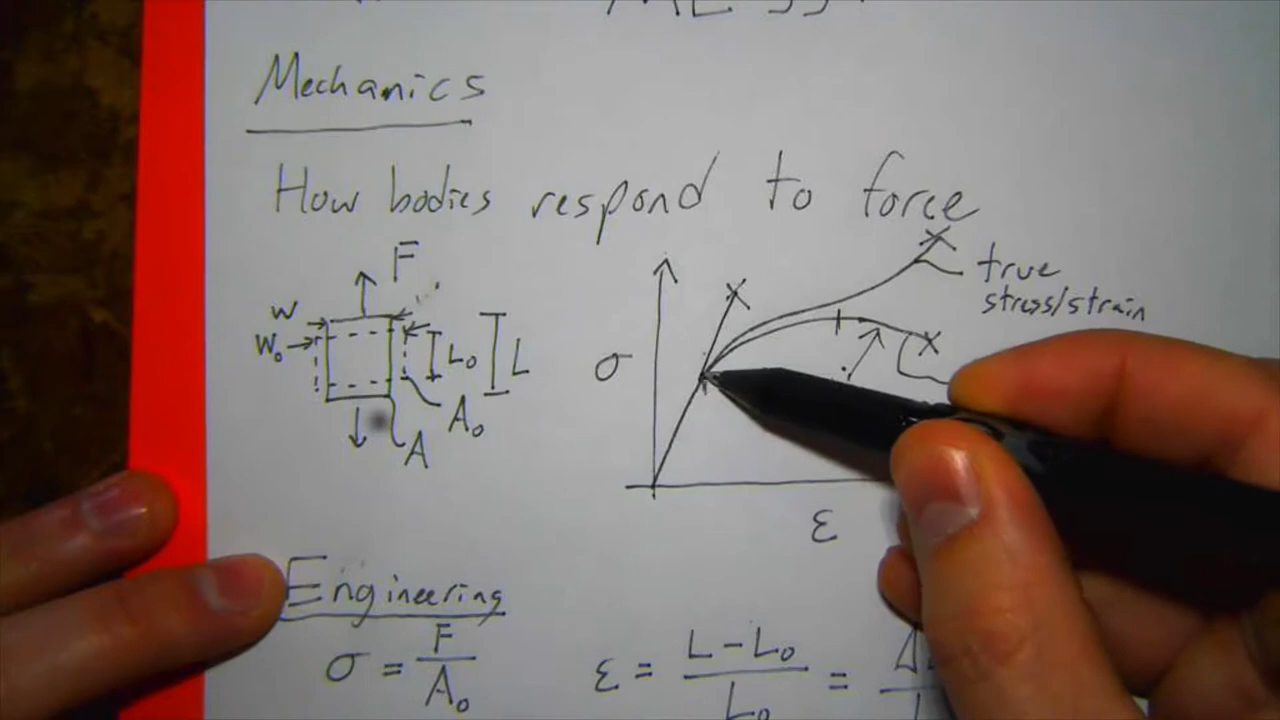 Mechanics
How bodies respond to force
F
w
W₀
L₀
L
A₀
A
σ
ε
true
stress/strain
Engineering
σ = F/A₀
ε = L-L₀/L₀ =